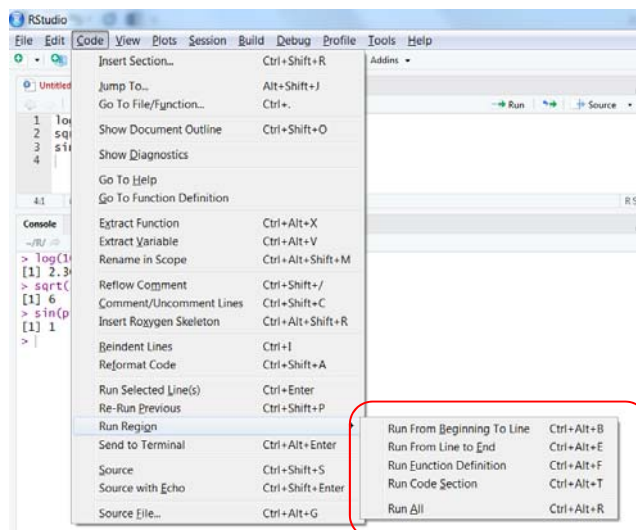 RStudio
File Edit Code View Plots Session Build Debug Profile Tools Help
Addins
Untitled
Run Source
1
2
3
4
4:1
Console
~/R/
> log(1
[1] 2.3
> sqrt(
[1] 6
> sin(p
[1] 1
>
Insert Section... Ctrl+Shift+R
Jump To... Alt+Shift+J
Go To File/Function... Ctrl+.
Show Document Outline Ctrl+Shift+O
Show Diagnostics
Go To Help
Go To Function Definition
Extract Function Ctrl+Alt+X
Extract Variable Ctrl+Alt+V
Rename in Scope Ctrl+Alt+Shift+M
Reflow Comment Ctrl+Shift+/
Comment/Uncomment Lines Ctrl+Shift+C
Insert Roxygen Skeleton Ctrl+Alt+Shift+R
Reindent Lines Ctrl+I
Reformat Code Ctrl+Shift+A
Run Selected Line(s) Ctrl+Enter
Re-Run Previous Ctrl+Shift+P
Run Region
Send to Terminal Ctrl+Alt+Enter
Source Ctrl+Shift+S
Source with Echo Ctrl+Shift+Enter
Source File... Ctrl+Alt+G
Run From Beginning To Line Ctrl+Alt+B
Run From Line to End Ctrl+Alt+E
Run Function Definition Ctrl+Alt+F
Run Code Section Ctrl+Alt+T
Run All Ctrl+Alt+R